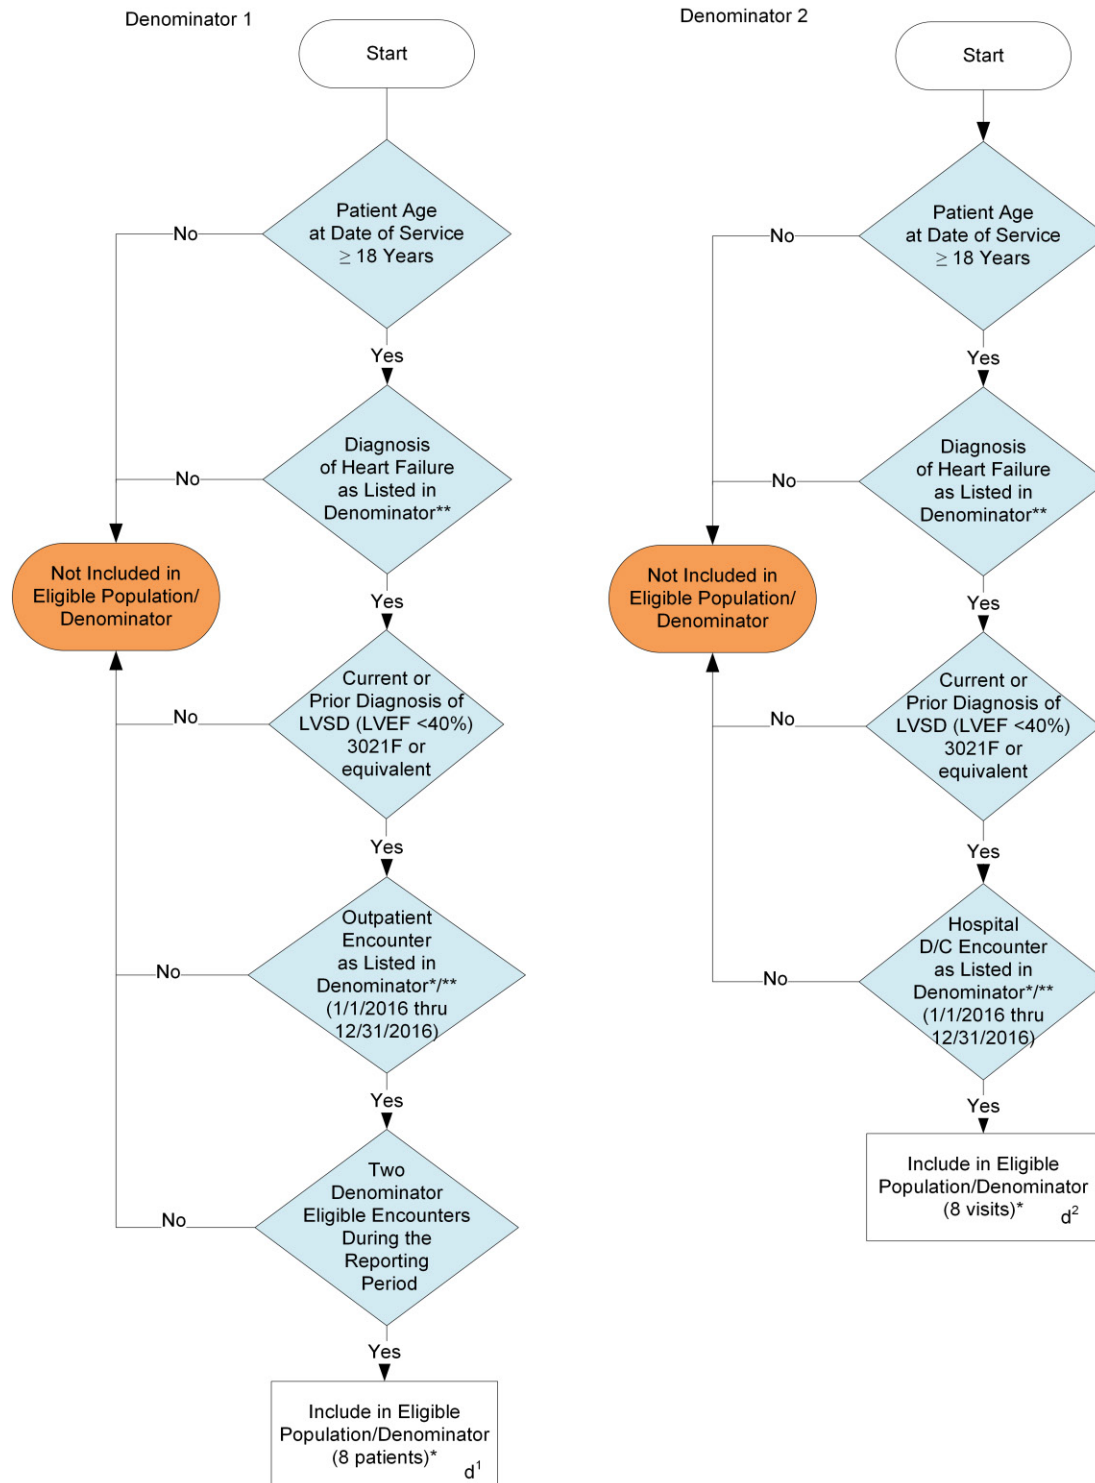 Denominator 1
Start
Patient Age
at Date of Service
≥ 18 Years
No
Yes
Diagnosis
of Heart Failure
as Listed in
Denominator**
No
Not Included in
Eligible Population/
Denominator
Yes
Current or
Prior Diagnosis of
LVSD (LVEF <40%)
3021F or
equivalent
No
Yes
Outpatient
Encounter
as Listed in
Denominator*/**
(1/1/2016 thru
12/31/2016)
No
Yes
Two
Denominator
Eligible Encounters
During the
Reporting
Period
No
Yes
Include in Eligible
Population/Denominator
(8 patients)*
d¹
Denominator 2
Start
Patient Age
at Date of Service
≥ 18 Years
No
Yes
Diagnosis
of Heart Failure
as Listed in
Denominator**
No
Not Included in
Eligible Population/
Denominator
Yes
Current or
Prior Diagnosis of
LVSD (LVEF <40%)
3021F or
equivalent
No
Yes
Hospital
D/C Encounter
as Listed in
Denominator*/**
(1/1/2016 thru
12/31/2016)
No
Yes
Include in Eligible
Population/Denominator
(8 visits)*
d²